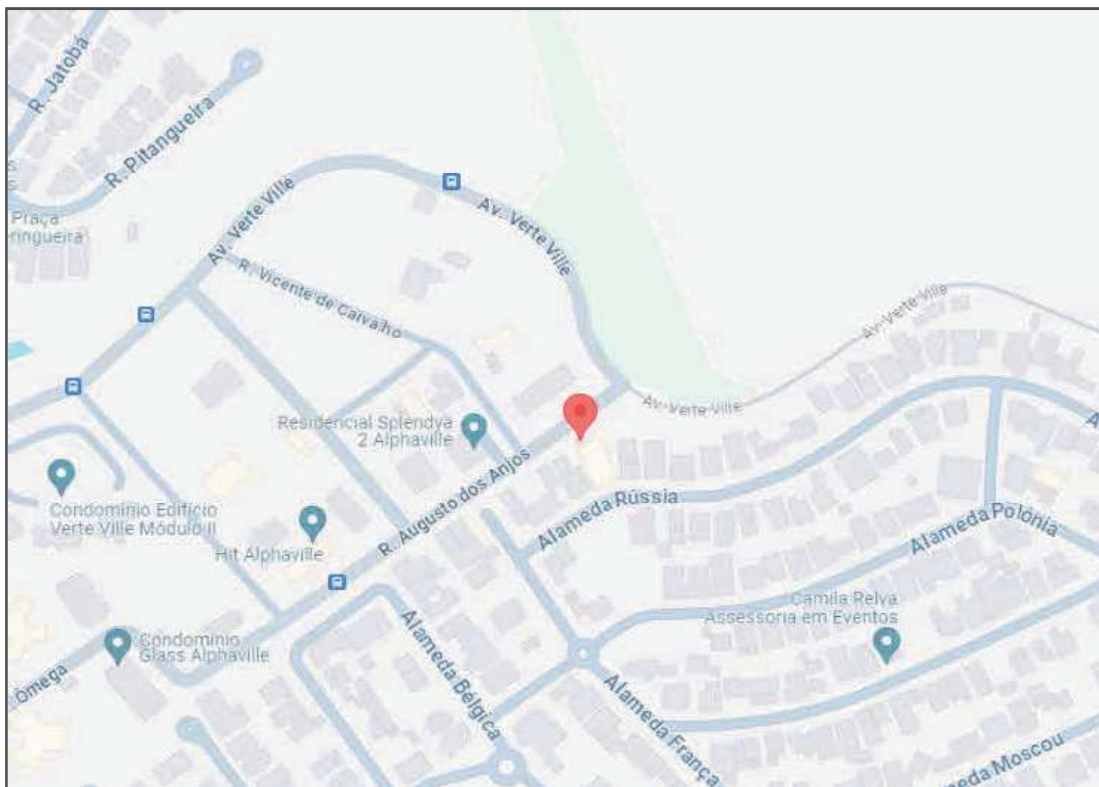 R. Jatobá
R. Pitangueira
Praça
ringueira
Av. Verte Ville
Av. Verte Ville
R. Vicente de Carvalho
Av. Verte Ville
Av. Verte Ville
Residencial Splendya
2 Alphaville
R. Augusto dos Anjos
Condomínio Edifício
Verte Ville Módulo II
Hit Alphaville
Alameda Rússia
Alameda Polônia
Camila Relva
Assessoria em Eventos
Condomínio
Glass Alphaville
Ômega
Alameda Bélgica
Alameda França
ameda Moscou